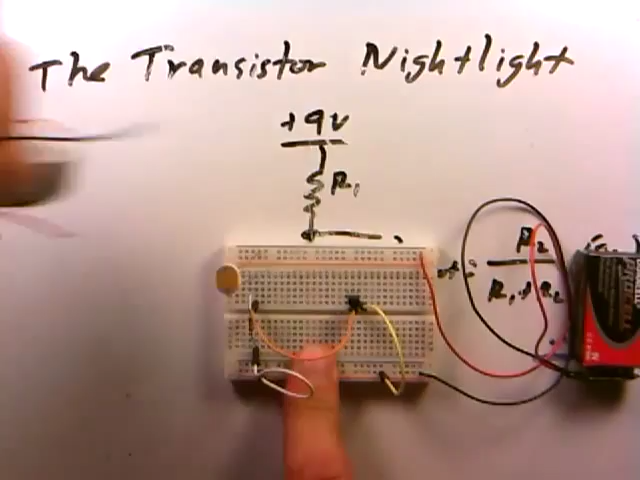 The Transistor Nightlight
+9V
R₁
R₂
R₁ + R₂